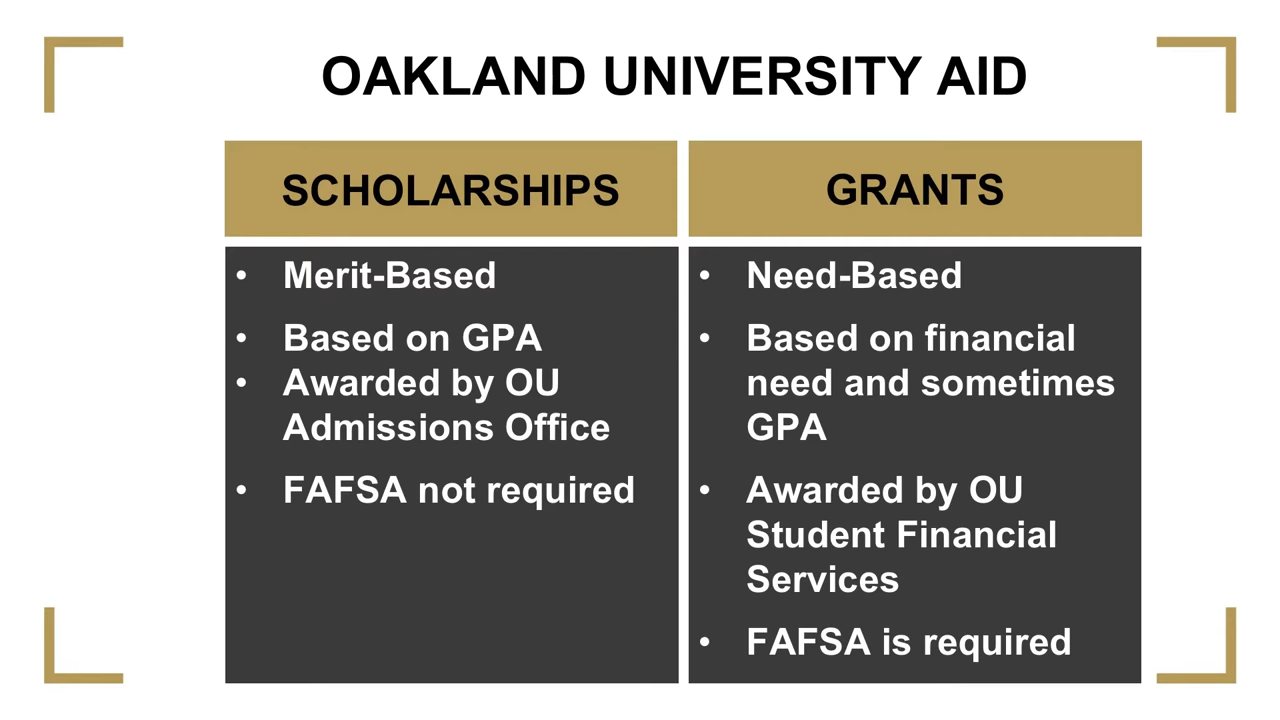 OAKLAND UNIVERSITY AID
SCHOLARSHIPS
• Merit-Based
• Based on GPA
• Awarded by OU
Admissions Office
• FAFSA not required
GRANTS
• Need-Based
• Based on financial
need and sometimes
GPA
• Awarded by OU
Student Financial
Services
• FAFSA is required